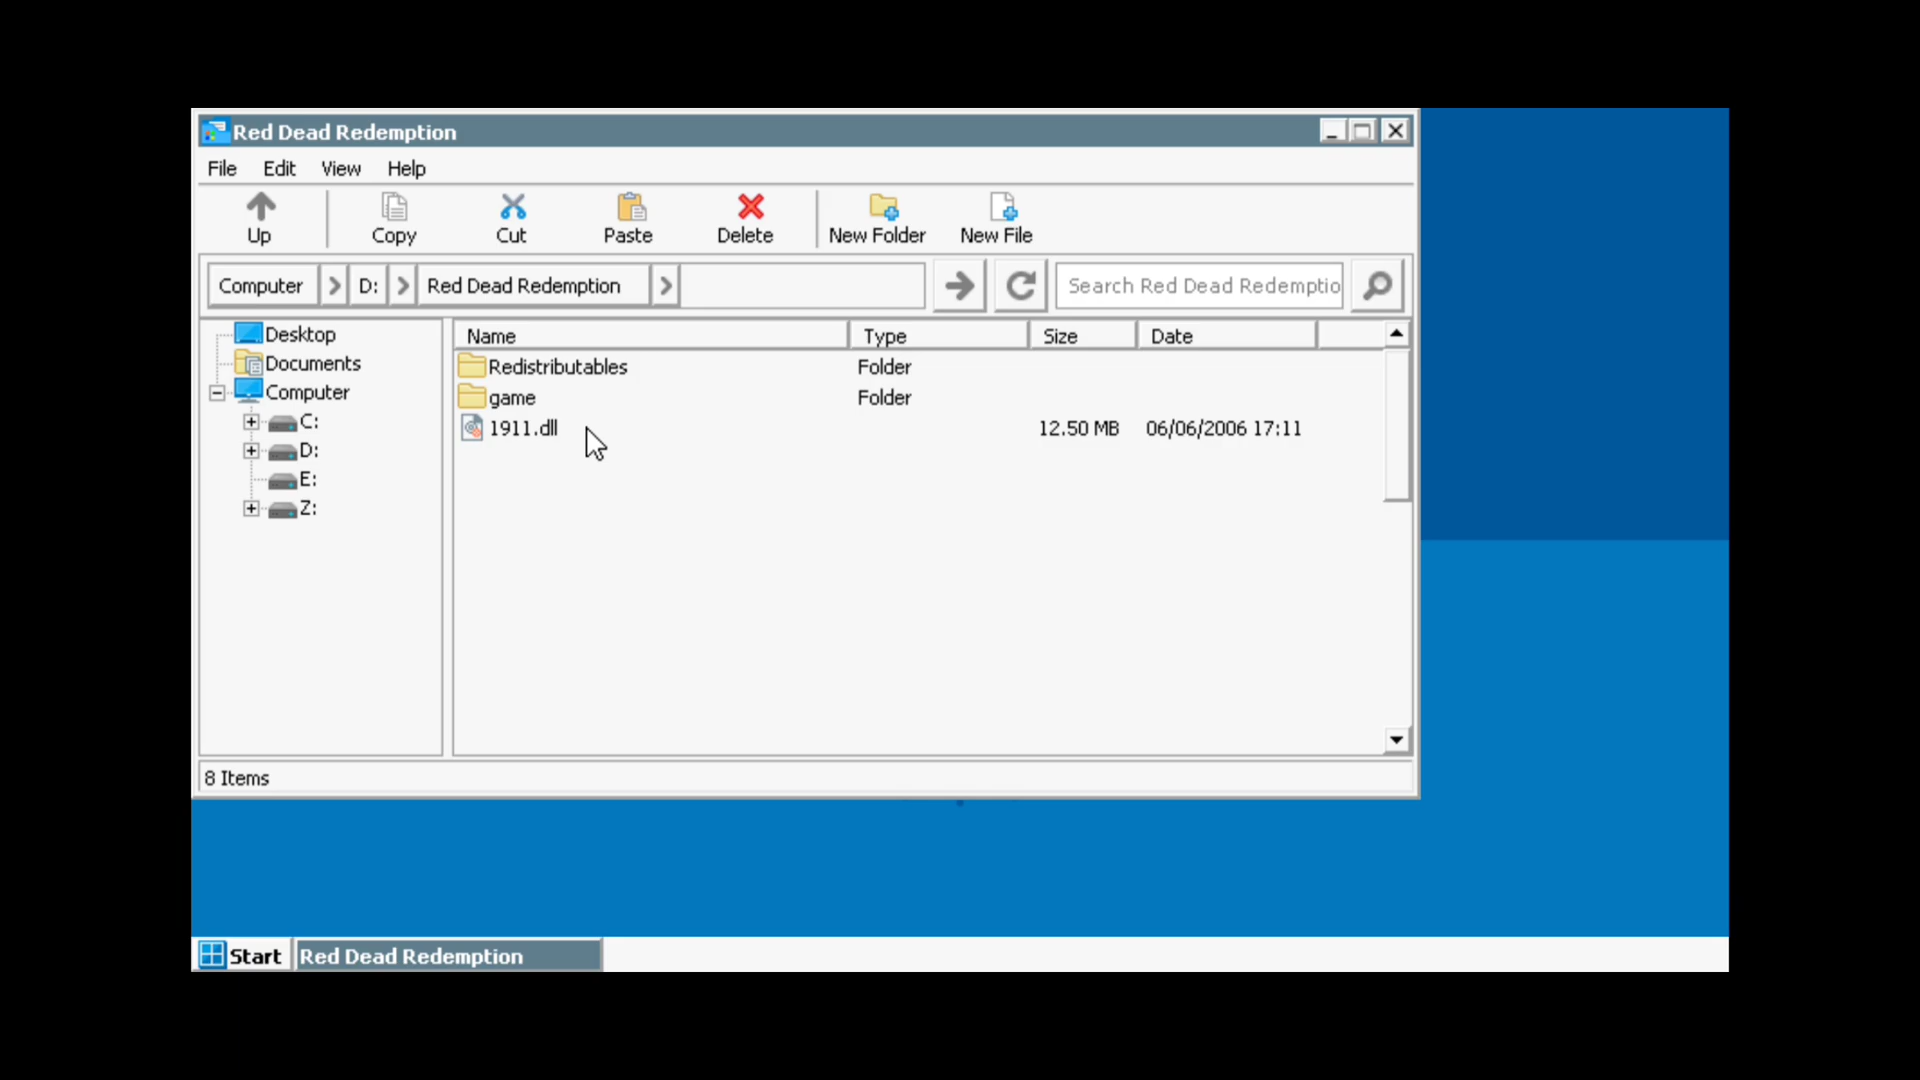 Red Dead Redemption
File Edit View Help
Up Copy Cut Paste Delete New Folder New File
Computer D: Red Dead Redemption Search Red Dead Redemptio
Desktop
Documents
Computer
C:
D:
E:
Z:
Name Type Size Date
Redistributables Folder
game Folder
1911.dll 12.50 MB 06/06/2006 17:11
8 Items
Start Red Dead Redemption